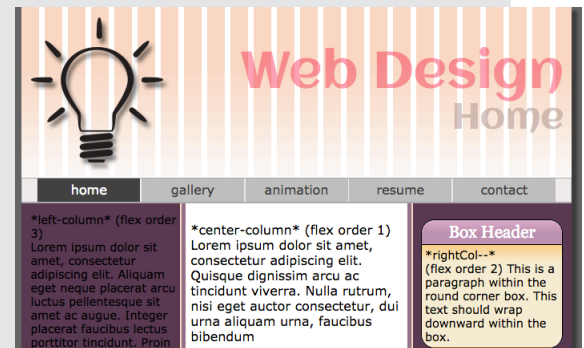 Web Design
Home
home
gallery
animation
resume
contact
*left-column* (flex order
3)
Lorem ipsum dolor sit
amet, consectetur
adipiscing elit. Aliquam
eget neque placerat arcu
luctus pellentesque sit
amet ac augue. Integer
placerat faucibus lectus
porttitor tincidunt. Proin
*center-column* (flex order 1)
Lorem ipsum dolor sit amet,
consectetur adipiscing elit.
Quisque dignissim arcu ac
tincidunt viverra. Nulla rutrum,
nisi eget auctor consectetur, dui
urna aliquam urna, faucibus
bibendum
Box Header
*rightCol--*
(flex order 2) This is a
paragraph within the
round corner box. This
text should wrap
downward within the
box.